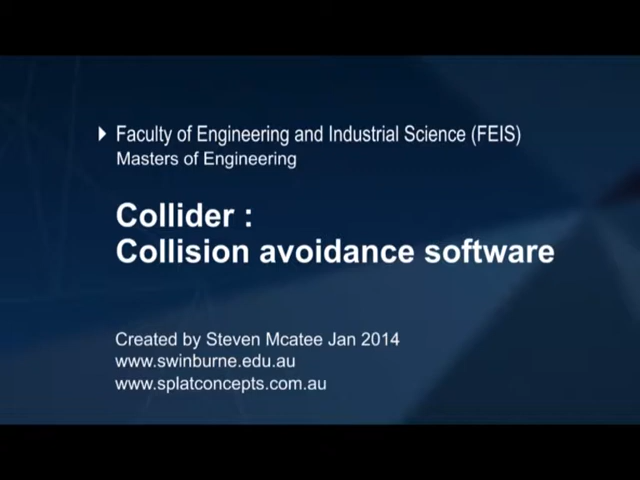 Faculty of Engineering and Industrial Science (FEIS)
Masters of Engineering
Collider :
Collision avoidance software
Created by Steven Mcatee Jan 2014
www.swinburne.edu.au
www.splatconcepts.com.au